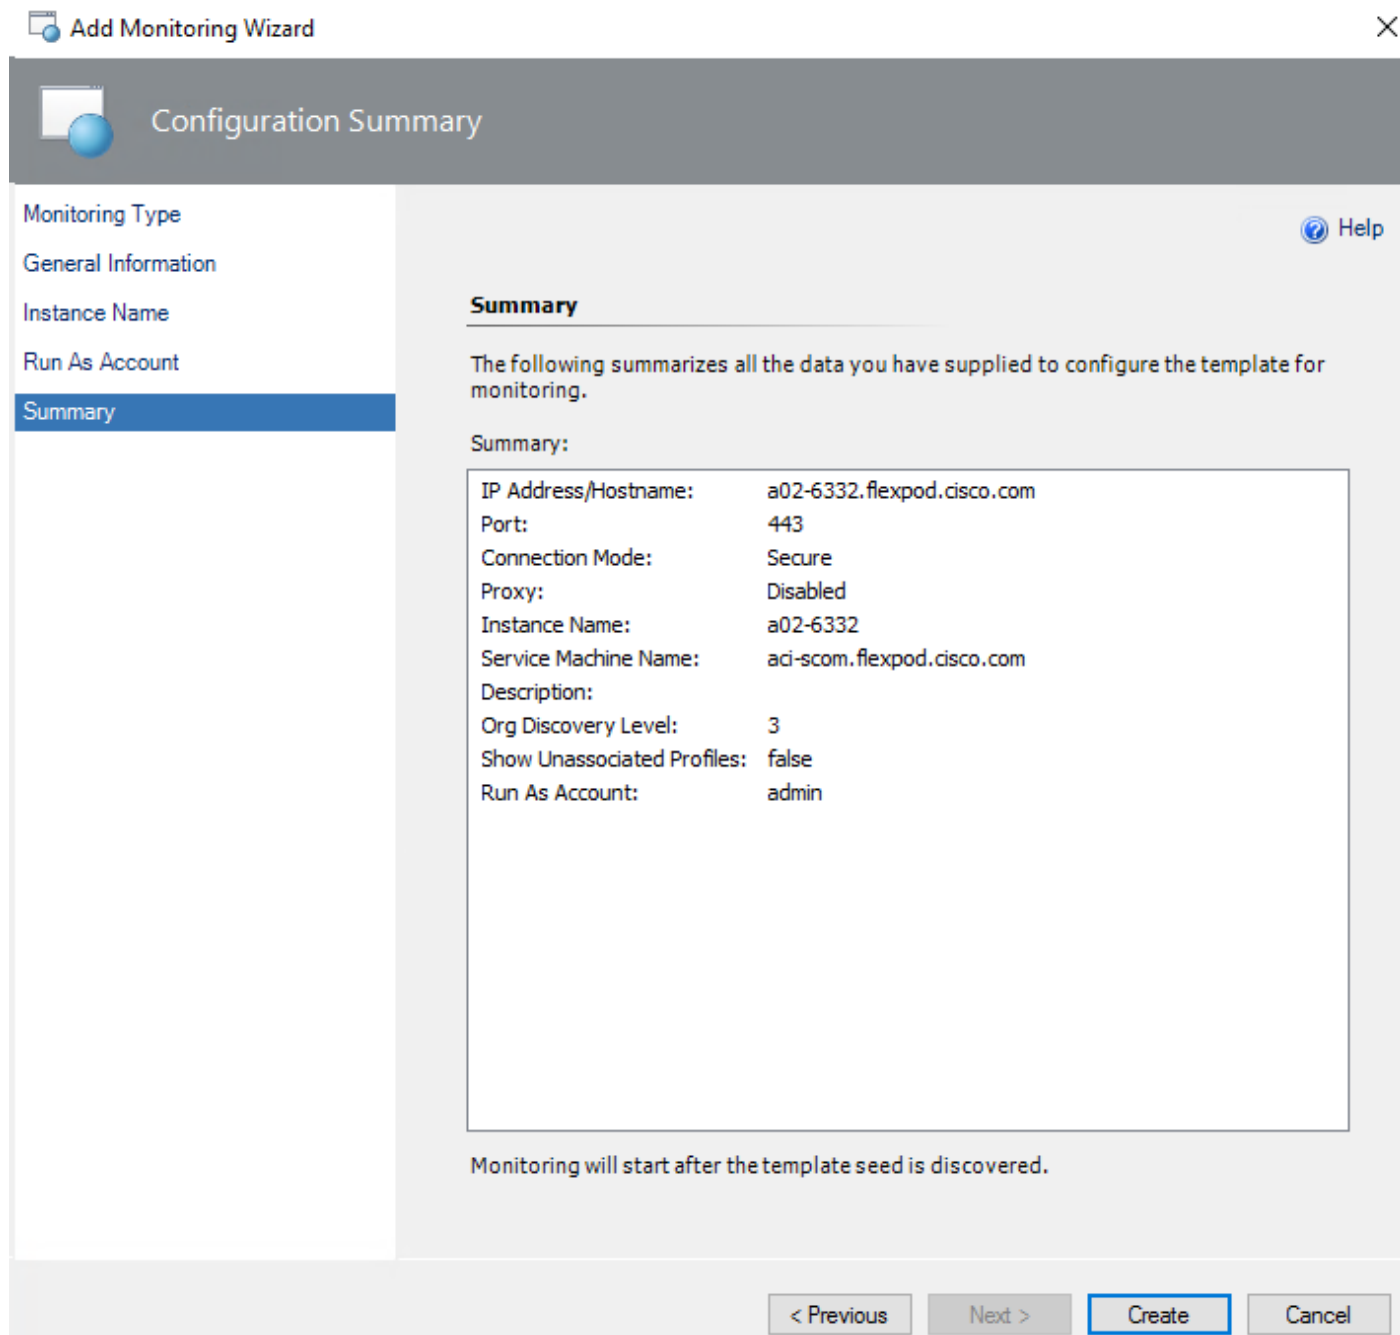 Add Monitoring Wizard
Configuration Summary
Monitoring Type
General Information
Instance Name
Run As Account
Summary
Help
Summary
The following summarizes all the data you have supplied to configure the template for
monitoring.
Summary:
IP Address/Hostname: a02-6332.flexpod.cisco.com
Port: 443
Connection Mode: Secure
Proxy: Disabled
Instance Name: a02-6332
Service Machine Name: aci-scom.flexpod.cisco.com
Description:
Org Discovery Level: 3
Show Unassociated Profiles: false
Run As Account: admin
Monitoring will start after the template seed is discovered.
< Previous Next > Create Cancel